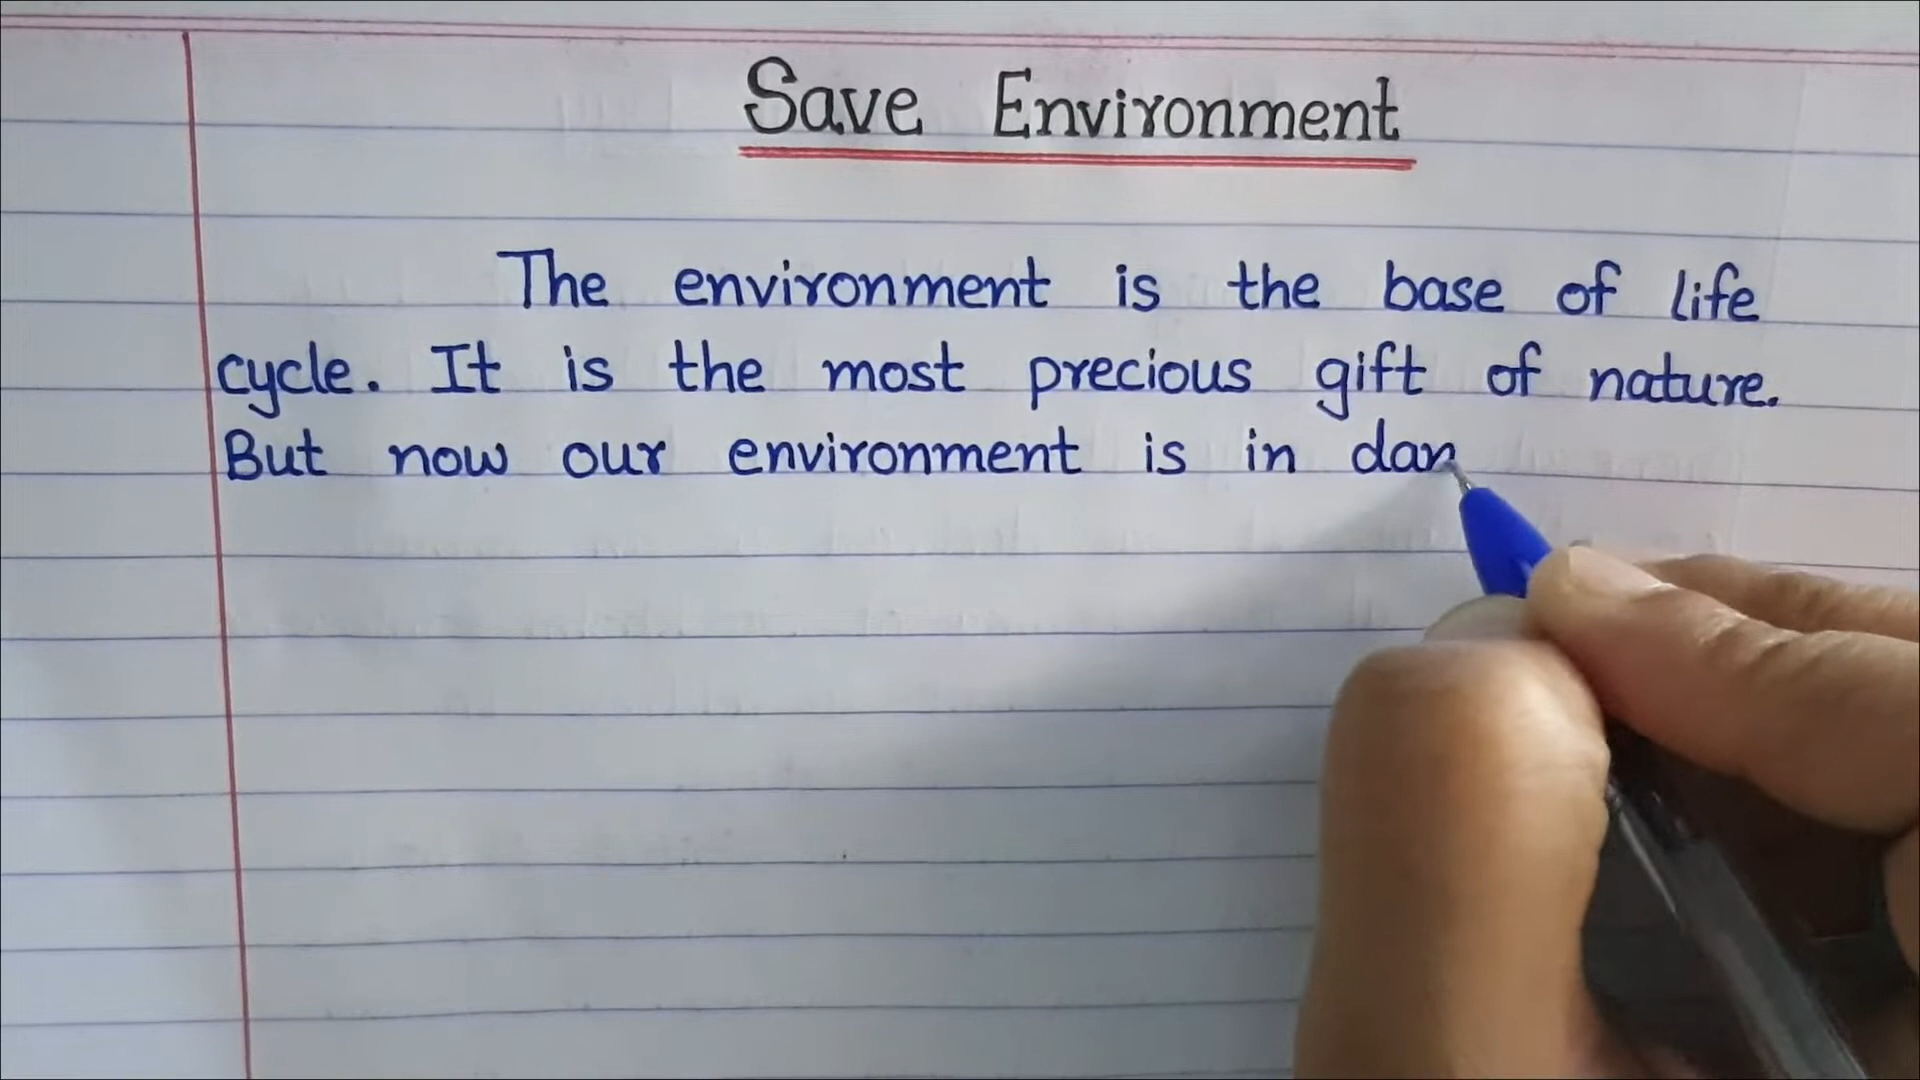 Save Environment
The environment is the base of life
cycle. It is the most precious gift of nature.
But now our environment is in dan